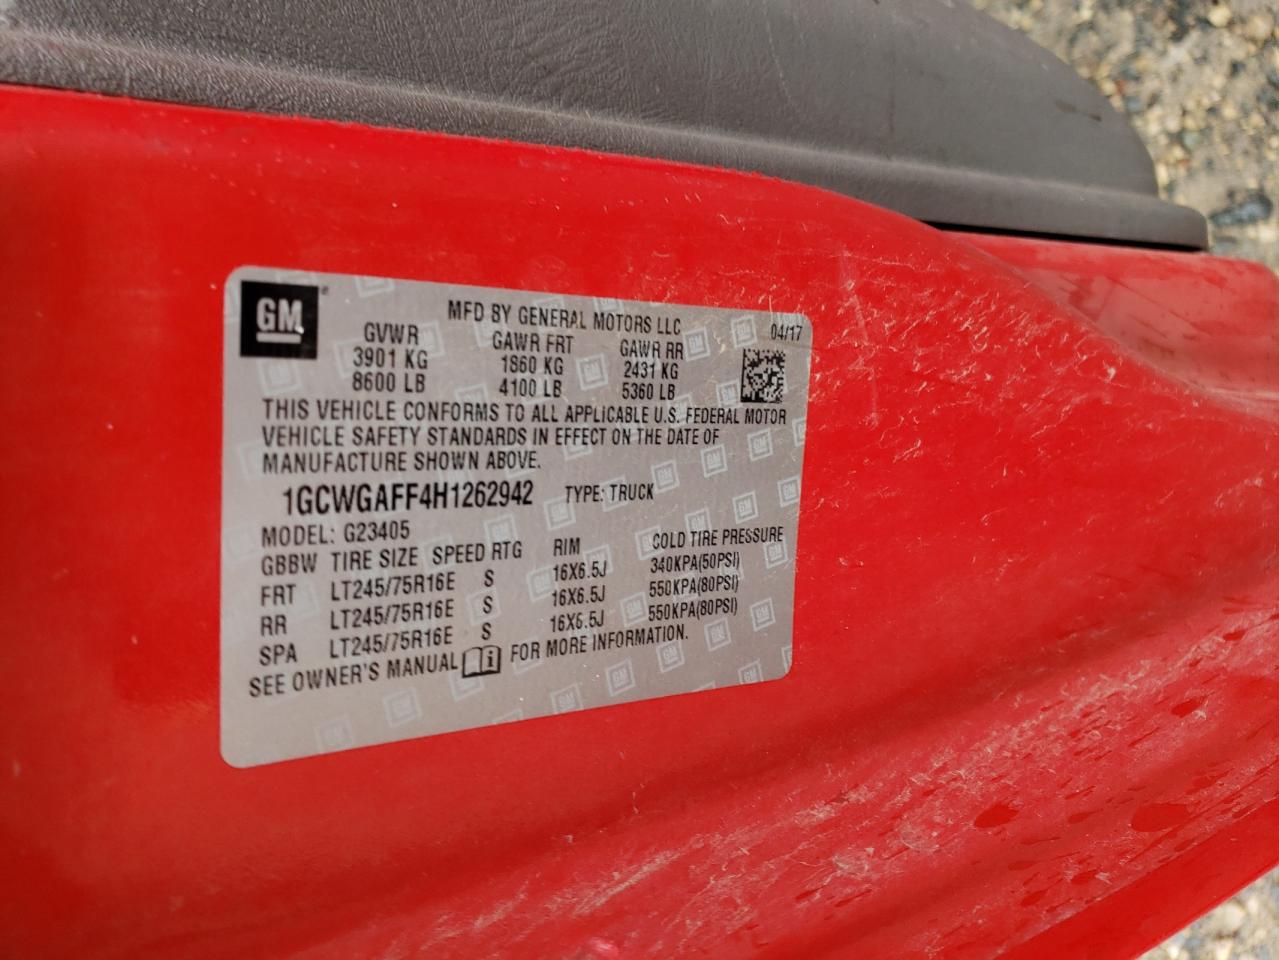 GM®
MFD BY GENERAL MOTORS LLC 04/17
GVWR GAWR FRT GAWR RR
3901 KG 1860 KG 2431 KG
8600 LB 4100 LB 5360 LB
THIS VEHICLE CONFORMS TO ALL APPLICABLE U.S. FEDERAL MOTOR
VEHICLE SAFETY STANDARDS IN EFFECT ON THE DATE OF
MANUFACTURE SHOWN ABOVE.
1GCWGAFF4H1262942 TYPE: TRUCK
MODEL: G23405
GBBW TIRE SIZE SPEED RTG RIM COLD TIRE PRESSURE
FRT LT245/75R16E S 16X6.5J 340KPA(50PSI)
RR LT245/75R16E S 16X6.5J 550KPA(80PSI)
SPA LT245/75R16E S 16X6.5J 550KPA(80PSI)
SEE OWNER'S MANUAL i FOR MORE INFORMATION.